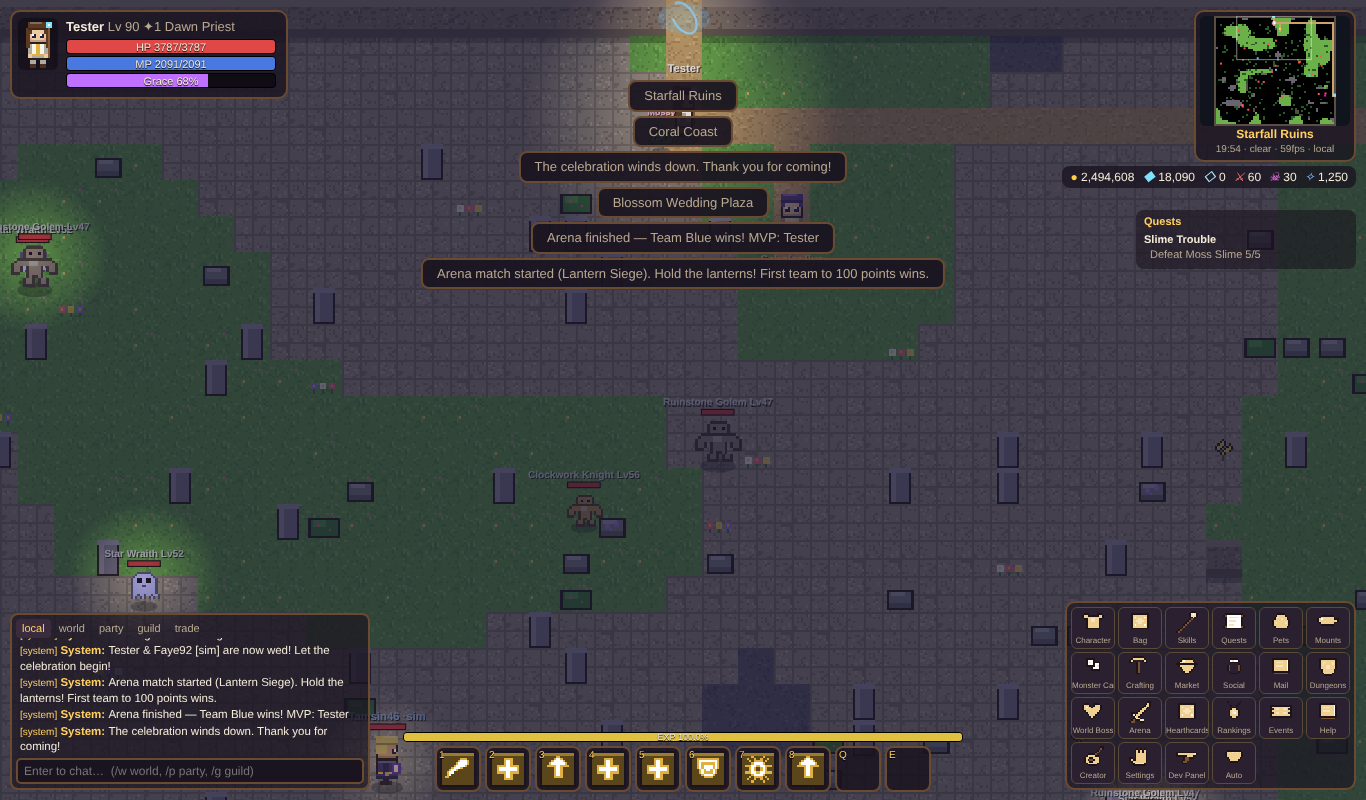 Tester Lv 90 ✦1 Dawn Priest
HP 3787/3787
MP 2091/2091
Grace 68%
Tester
Starfall Ruins
Coral Coast
The celebration winds down. Thank you for coming!
Blossom Wedding Plaza
Arena finished — Team Blue wins! MVP: Tester
Arena match started (Lantern Siege). Hold the lanterns! First team to 100 points wins.
Starfall Ruins
19:54 · clear · 59fps · local
2,494,608 18,090 0 60 30 1,250
Quests
Slime Trouble
Defeat Moss Slime 5/5
Ruinstone Golem Lv47
Clockwork Knight Lv56
Star Wraith Lv52
local world party guild trade
[system] System: Tester & Faye92 [sim] are now wed! Let the
celebration begin!
[system] System: Arena match started (Lantern Siege). Hold the
lanterns! First team to 100 points wins.
[system] System: Arena finished — Team Blue wins! MVP: Tester
[system] System: The celebration winds down. Thank you for
coming!
Enter to chat… (/w world, /p party, /g guild)
EXP 100.0%
1 2 3 4 5 6 7 8 Q E
Character Bag Skills Quests Pets Mounts
Monster Ca Crafting Market Social Mail Dungeons
World Boss Arena Hearthcards Rankings Events Help
Creator Settings Dev Panel Auto